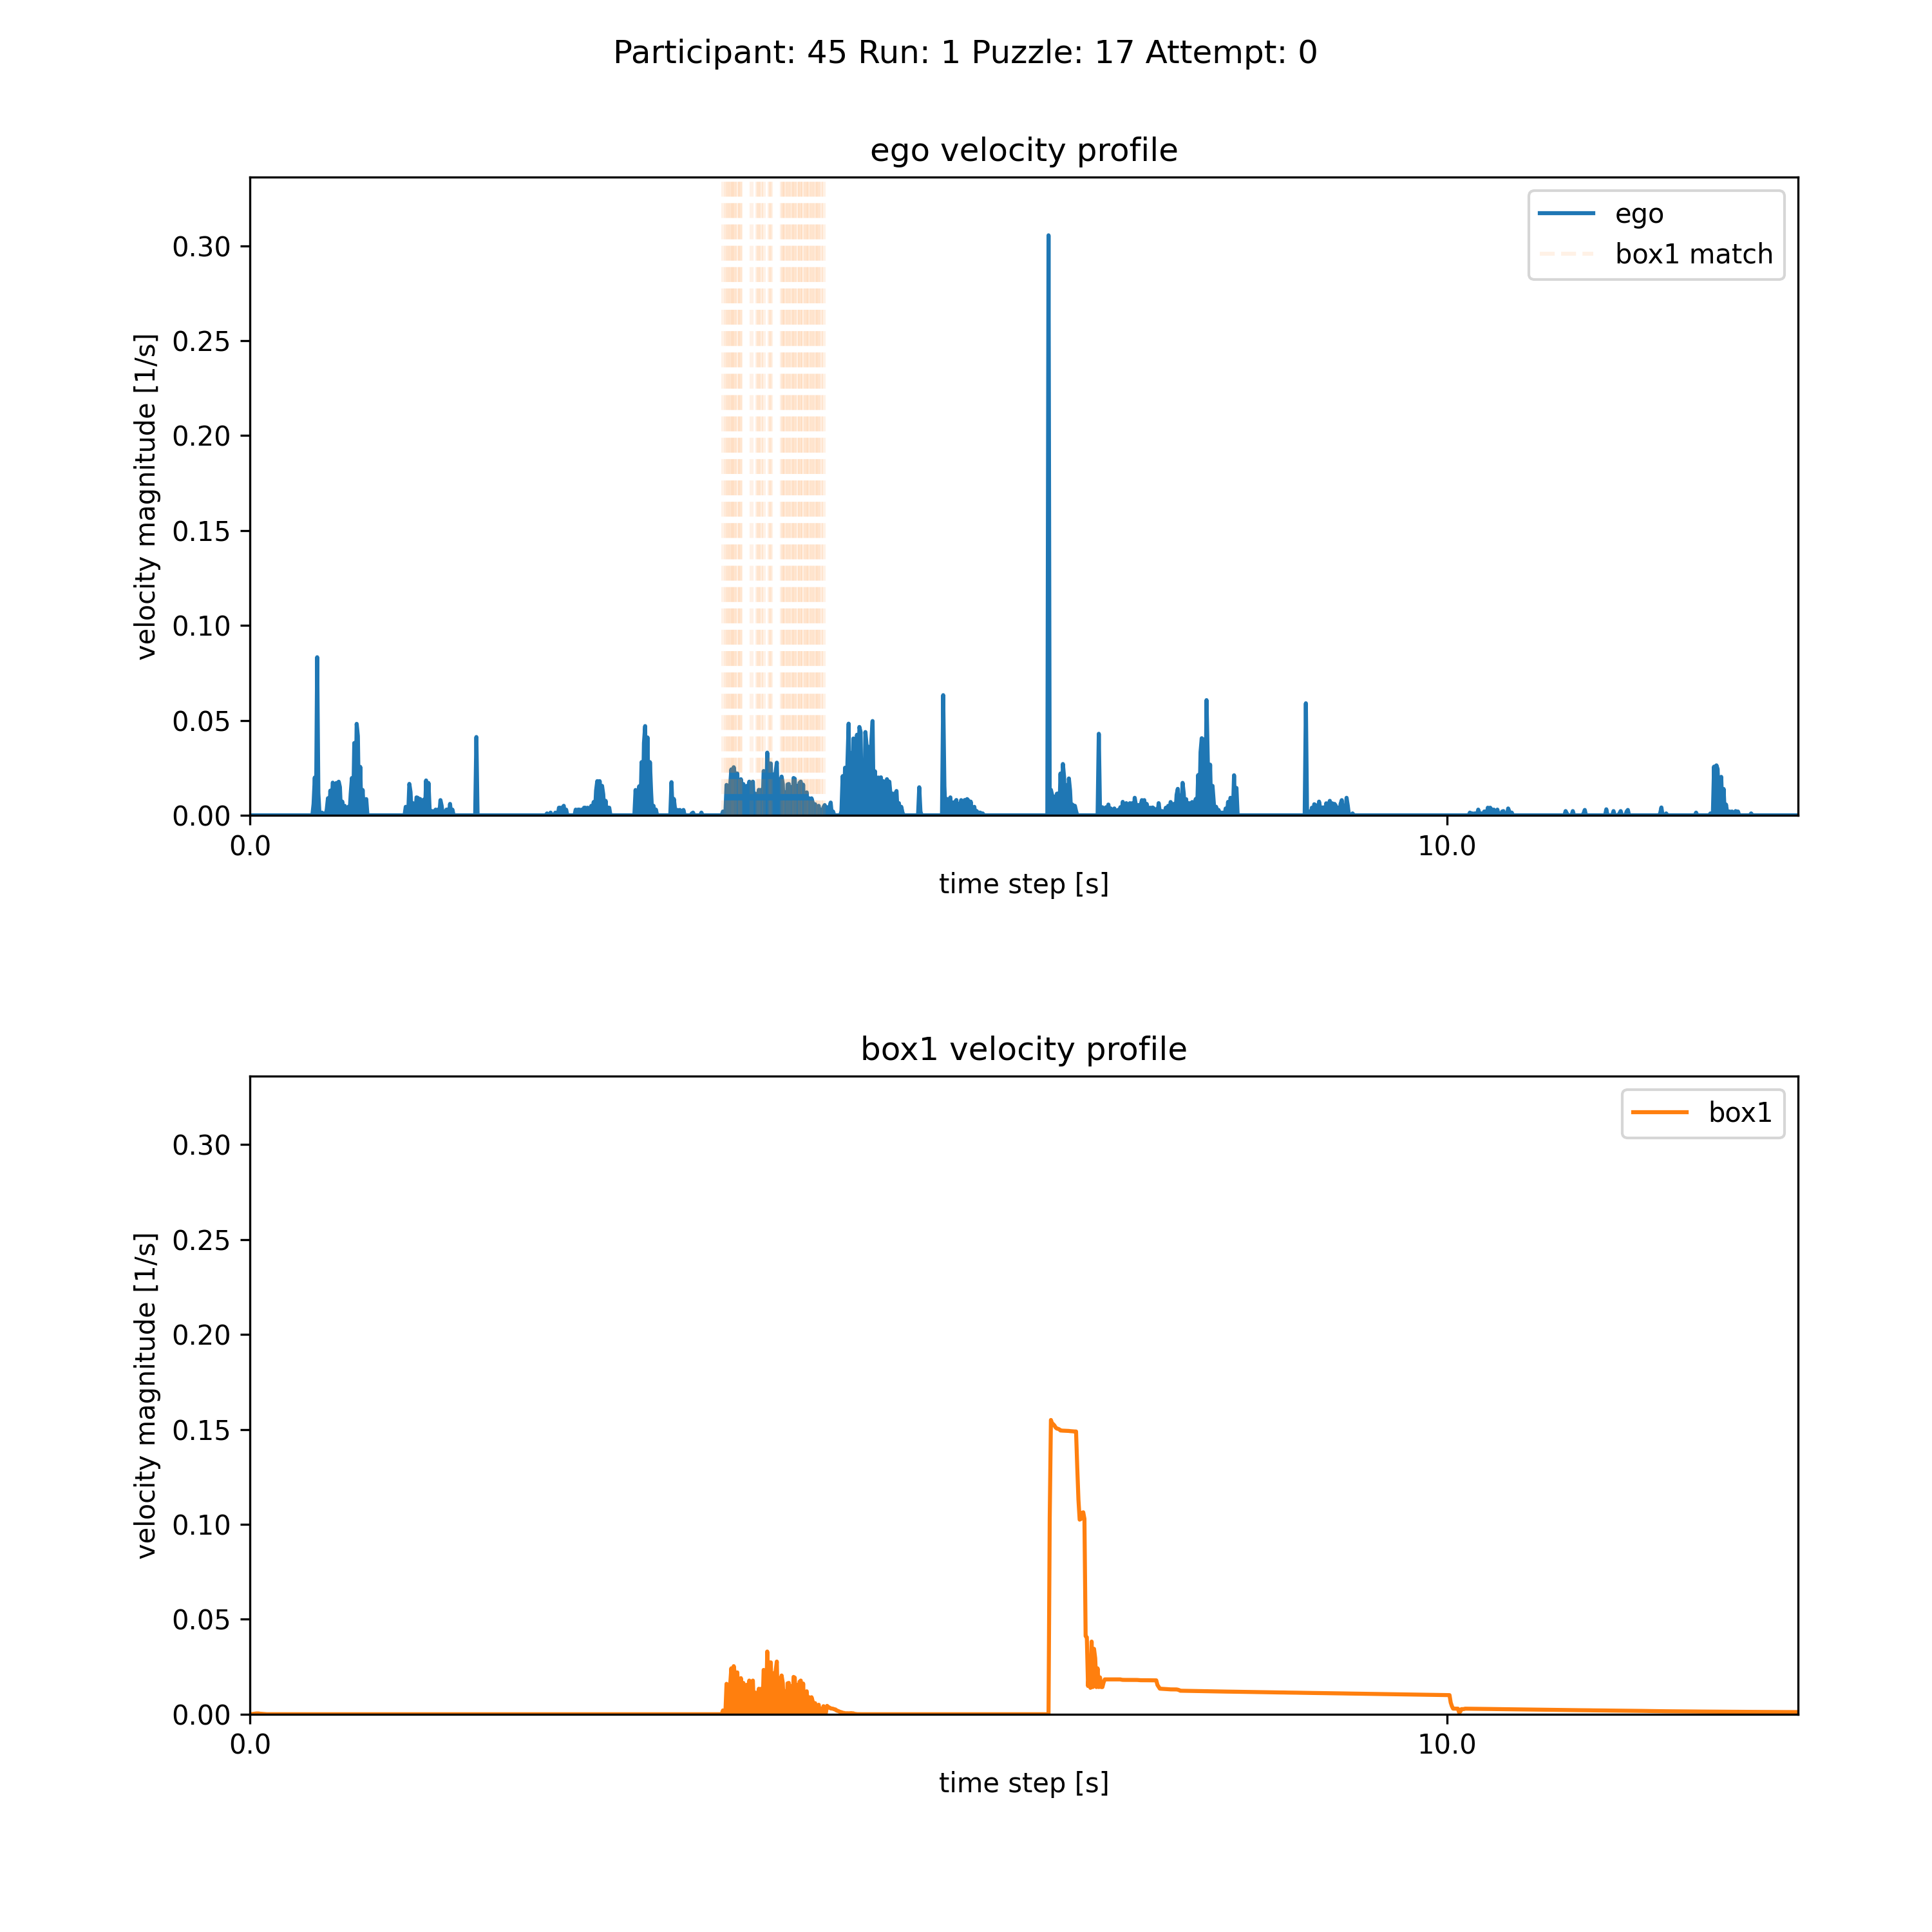 Participant: 45 Run: 1 Puzzle: 17 Attempt: 0
ego velocity profile
velocity magnitude [1/s]
0.30
0.25
0.20
0.15
0.10
0.05
0.00
ego
box1 match
0.0
10.0
time step [s]
box1 velocity profile
velocity magnitude [1/s]
0.30
0.25
0.20
0.15
0.10
0.05
0.00
box1
0.0
10.0
time step [s]